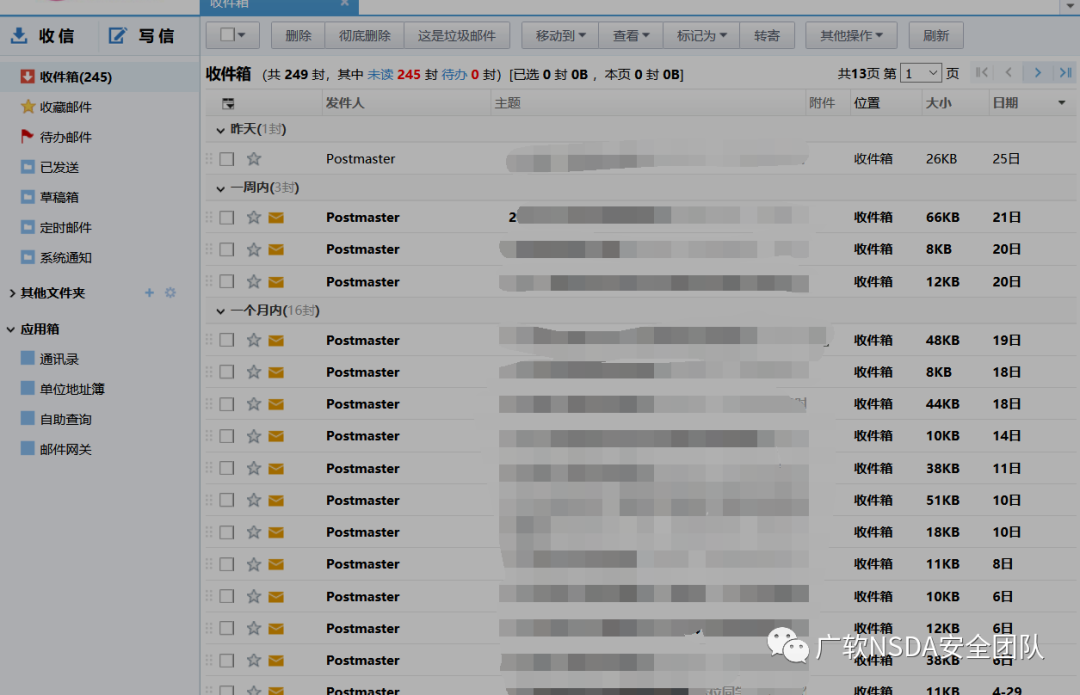 收件箱 ×
收信 写信
删除 彻底删除 这是垃圾邮件 移动到 查看 标记为 转寄 其他操作 刷新
收件箱 (共 249 封，其中 未读 245 封 待办 0 封) [已选 0 封 0B ，本页 0 封 0B]
共13页 第 1 页
发件人 主题 附件 位置 大小 日期
收件箱(245)
收藏邮件
待办邮件
已发送
草稿箱
定时邮件
系统通知
其他文件夹 +
应用箱
通讯录
单位地址簿
自助查询
邮件网关
昨天(1封)
Postmaster 收件箱 26KB 25日
一周内(3封)
Postmaster 2 收件箱 66KB 21日
Postmaster 收件箱 8KB 20日
Postmaster 收件箱 12KB 20日
一个月内(16封)
Postmaster 收件箱 48KB 19日
Postmaster 收件箱 8KB 18日
Postmaster 收件箱 44KB 18日
Postmaster 收件箱 10KB 14日
Postmaster 收件箱 38KB 11日
Postmaster 收件箱 51KB 10日
Postmaster 收件箱 18KB 10日
Postmaster 收件箱 11KB 8日
Postmaster 收件箱 10KB 6日
Postmaster 收件箱 12KB 6日
Postmaster 收件箱 38KB 6日
Postmaster 收件箱 11KB 4-29
广软NSDA安全团队